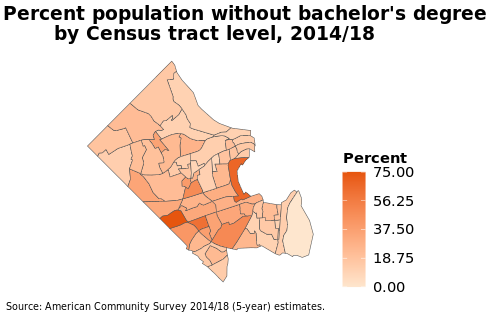 Percent population without bachelor's degree
by Census tract level, 2014/18
Percent
75.00
56.25
37.50
18.75
0.00
Source: American Community Survey 2014/18 (5-year) estimates.